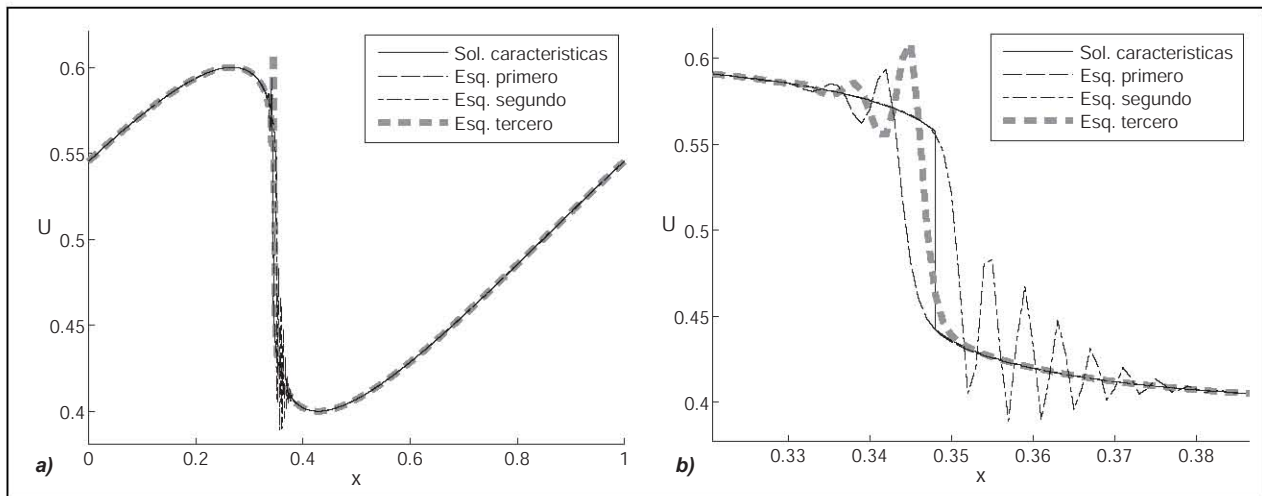 0.6
0.55
U
0.5
0.45
0.4
0
0.2
0.4
0.6
0.8
1
x
a)
Sol. caracteristicas
Esq. primero
Esq. segundo
Esq. tercero
0.6
0.55
U
0.5
0.45
0.4
0.33
0.34
0.35
0.36
0.37
0.38
x
b)
Sol. caracteristicas
Esq. primero
Esq. segundo
Esq. tercero